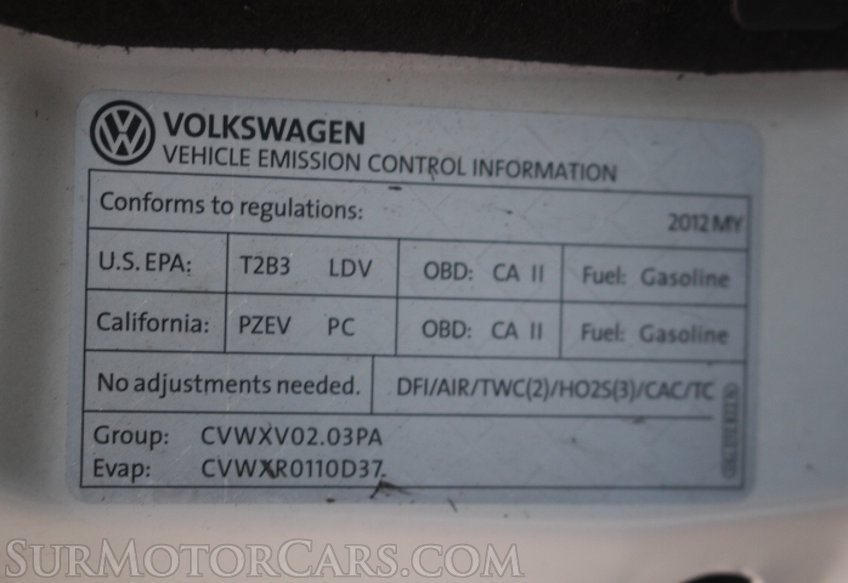 VOLKSWAGEN
VEHICLE EMISSION CONTROL INFORMATION
Conforms to regulations: 2012 MY
U.S. EPA: T2B3 LDV OBD: CA II Fuel: Gasoline
California: PZEV PC OBD: CA II Fuel: Gasoline
No adjustments needed. DFI/AIR/TWC(2)/HO2S(3)/CAC/TC
Group: CVWXV02.03PA
Evap: CVWXR0110D37
SURMOTORCARS.COM